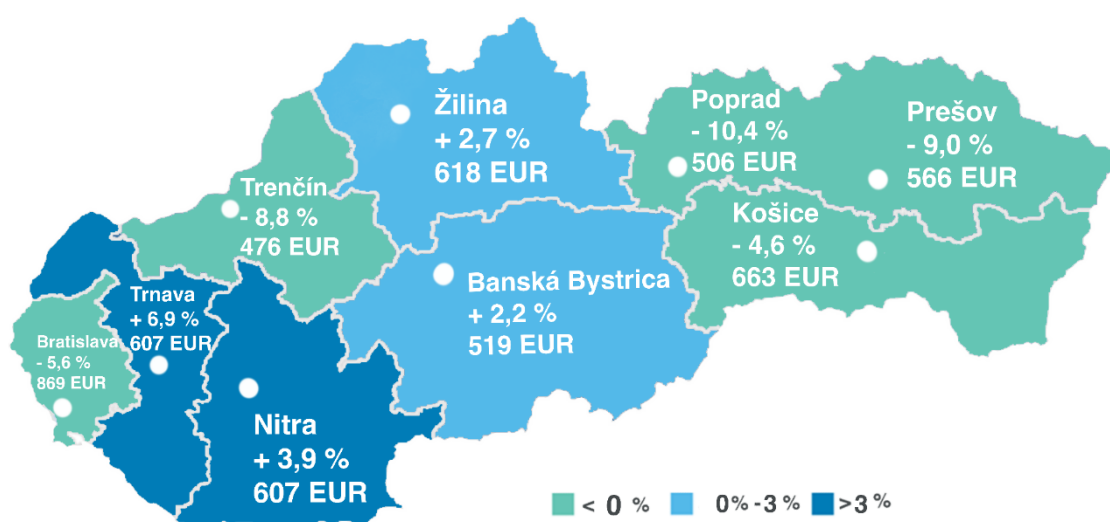 Žilina
+ 2,7 %
618 EUR
Poprad
- 10,4 %
506 EUR
Prešov
- 9,0 %
566 EUR
Trenčín
- 8,8 %
476 EUR
Košice
- 4,6 %
663 EUR
Banská Bystrica
+ 2,2 %
519 EUR
Trnava
+ 6,9 %
607 EUR
Bratislava
- 5,6 %
869 EUR
Nitra
+ 3,9 %
607 EUR
< 0 % 0% -3 % >3 %